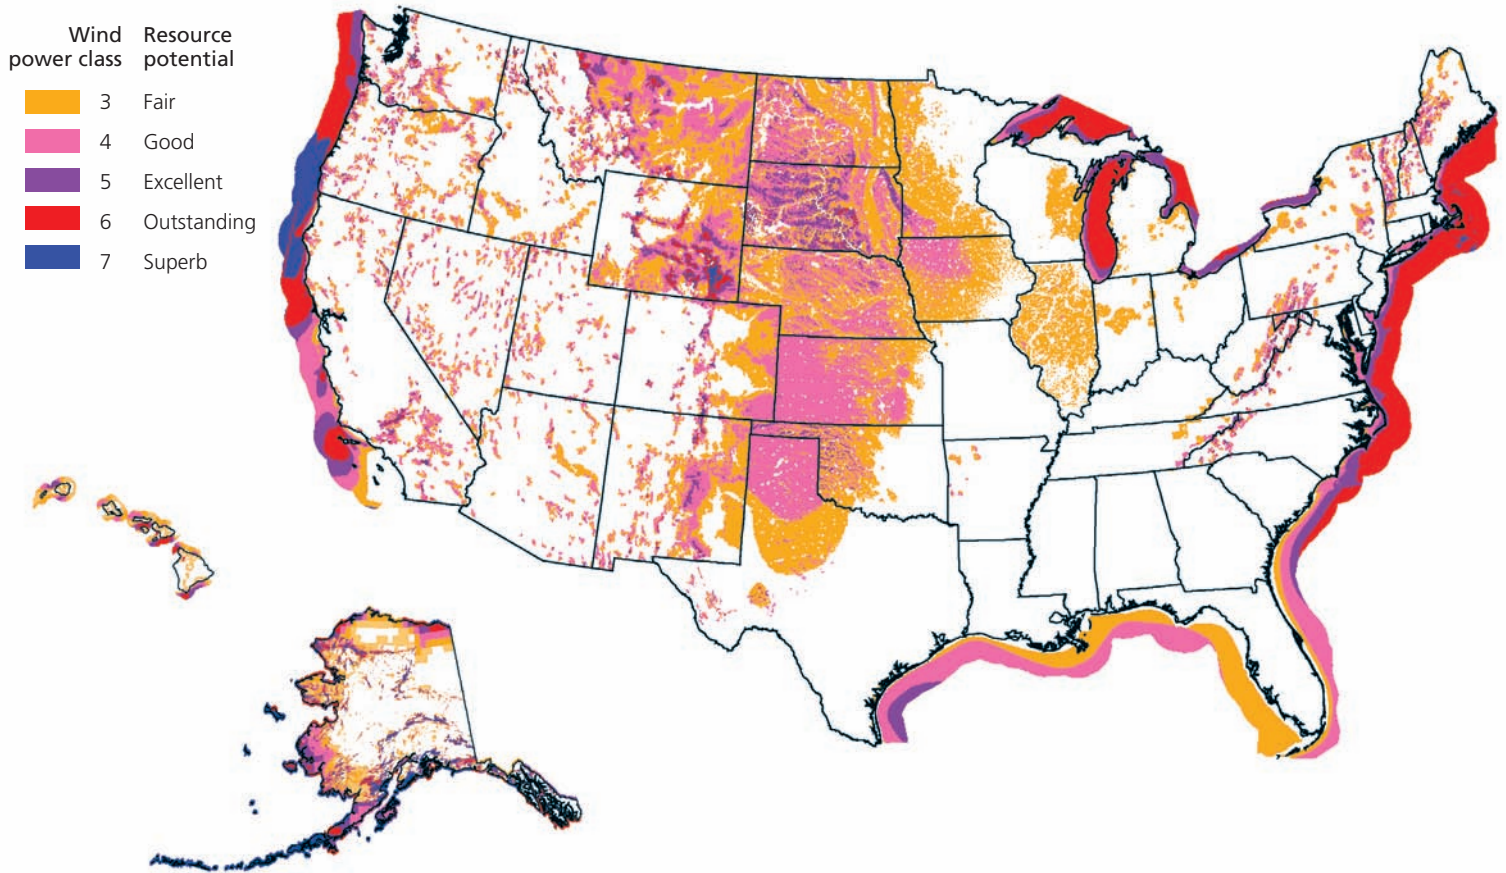 Wind Resource
power class potential
3 Fair
4 Good
5 Excellent
6 Outstanding
7 Superb